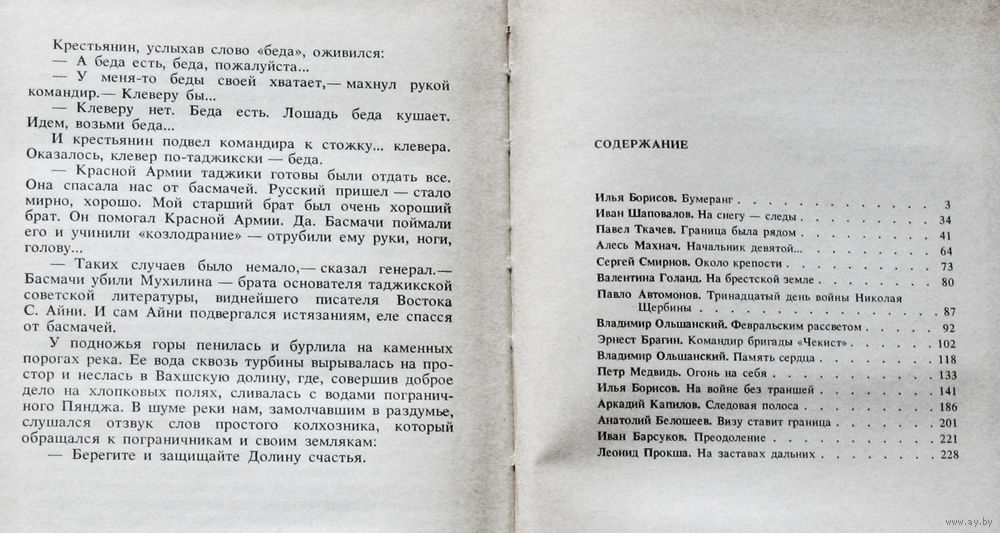 Крестьянин, услыхав слово «беда», оживился:
— А беда есть, беда, пожалуйста...
— У меня-то беды своей хватает,— махнул рукой
командир.— Клеверу бы...
— Клеверу нет. Беда есть. Лошадь беда кушает.
Идем, возьми беда...
И крестьянин подвел командира к стожку... клевера.
Оказалось, клевер по-таджикски — беда.
— Красной Армии таджики готовы были отдать все.
Она спасала нас от басмачей. Русский пришел — стало
мирно, хорошо. Мой старший брат был очень хороший
брат. Он помогал Красной Армии. Да. Басмачи поймали
его и учинили «козлодрание» — отрубили ему руки, ноги,
голову...
— Таких случаев было немало,— сказал генерал.—
Басмачи убили Мухилина — брата основателя таджикской
советской литературы, виднейшего писателя Востока
С. Айни. И сам Айни подвергался истязаниям, еле спасся
от басмачей.
У подножья горы пенилась и бурлила на каменных
порогах река. Ее вода сквозь турбины вырывалась на про-
стор и неслась в Вахшскую долину, где, совершив доброе
дело на хлопковых полях, сливалась с водами погранич-
ного Пянджа. В шуме реки нам, замолчавшим в раздумье,
слушался отзвук слов простого колхозника, который
обращался к пограничникам и своим землякам:
— Берегите и защищайте Долину счастья.
СОДЕРЖАНИЕ
Илья Борисов. Бумеранг . . . . . . . . . . . . 3
Иван Шаповалов. На снегу — следы . . . . . . . . . 34
Павел Ткачев. Граница была рядом . . . . . . . . . 41
Алесь Махнач. Начальник девятой... . . . . . . . . . 64
Сергей Смирнов. Около крепости . . . . . . . . . . 73
Валентина Голанд. На брестской земле . . . . . . . . 80
Павло Автомонов. Тринадцатый день войны Николая
Щербины . . . . . . . . . . . . . . . . 87
Владимир Ольшанский. Февральским рассветом . . . . . 92
Эрнест Брагин. Командир бригады «Чекист» . . . . . . 102
Владимир Ольшанский. Память сердца . . . . . . . . 118
Петр Медвидь. Огонь на себя . . . . . . . . . . . 133
Илья Борисов. На войне без траншей . . . . . . . . 141
Аркадий Капилов. Следовая полоса . . . . . . . . . 186
Анатолий Белошеев. Визу ставит граница . . . . . . . 201
Иван Барсуков. Преодоление . . . . . . . . . . . 221
Леонид Прокша. На заставах дальних . . . . . . . . 228
www.ay.by